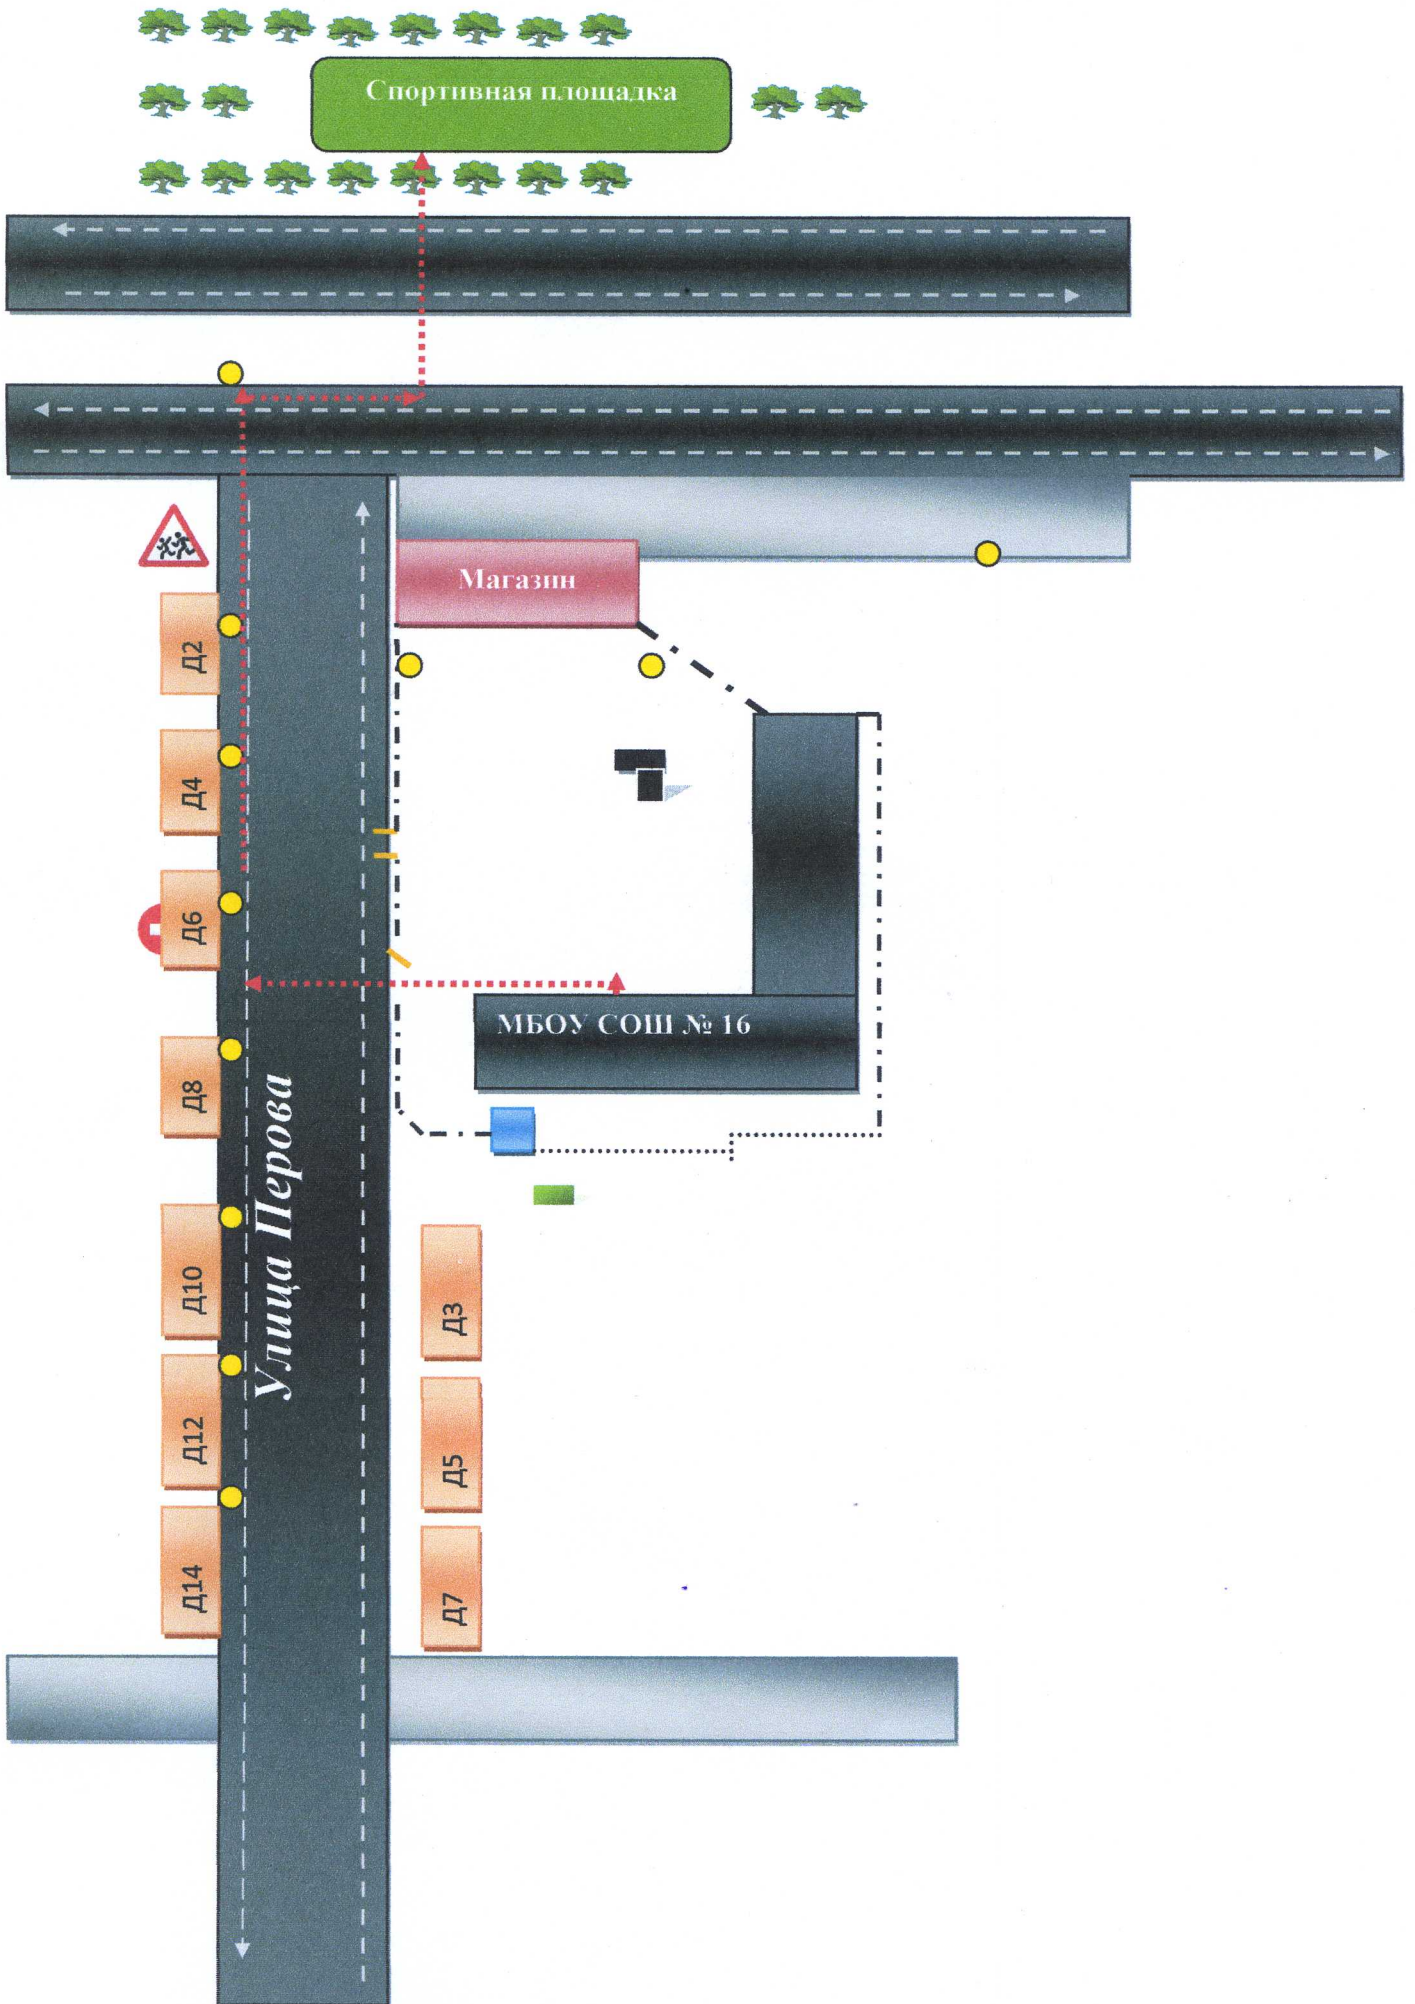 Спортивная площадка
Магазин
Д2
Д4
Д6
МБОУ СОШ № 16
Д8
Улица Перова
Д10
Д3
Д12
Д5
Д14
Д7